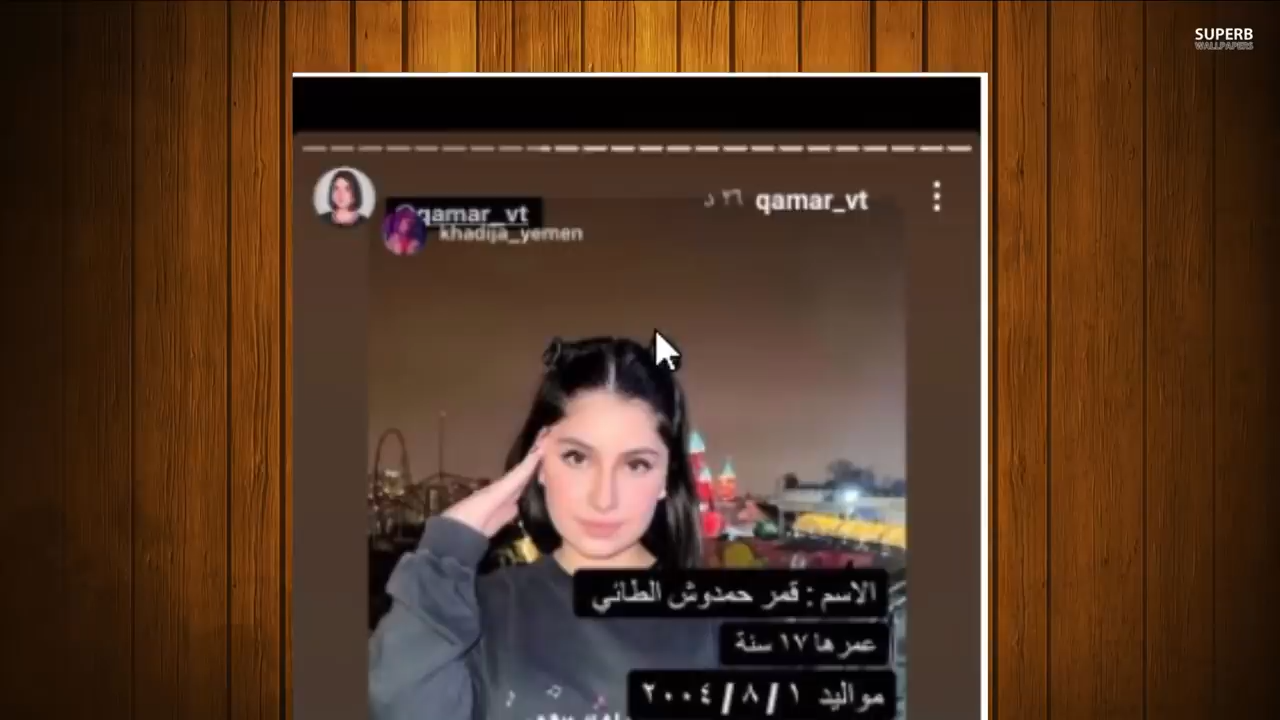 SUPERB
WALLPAPERS
qamar_vt
٢٦ د
@qamar_vt
khadija_yemen
الاسم : قمر حمدوش الطائي
عمرها ١٧ سنة
مواليد ١ / ٨ / ٢٠٠٤